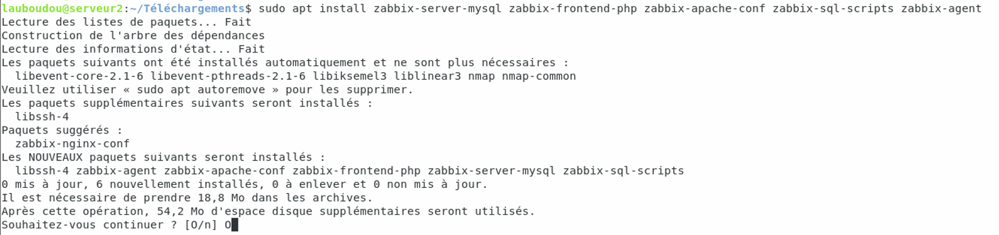 lauboudou@serveur2:~/Téléchargements$ sudo apt install zabbix-server-mysql zabbix-frontend-php zabbix-apache-conf zabbix-sql-scripts zabbix-agent
Lecture des listes de paquets... Fait
Construction de l'arbre des dépendances
Lecture des informations d'état... Fait
Les paquets suivants ont été installés automatiquement et ne sont plus nécessaires :
  libevent-core-2.1-6 libevent-pthreads-2.1-6 libiksemel3 liblinear3 nmap nmap-common
Veuillez utiliser « sudo apt autoremove » pour les supprimer.
Les paquets supplémentaires suivants seront installés :
  libssh-4
Paquets suggérés :
  zabbix-nginx-conf
Les NOUVEAUX paquets suivants seront installés :
  libssh-4 zabbix-agent zabbix-apache-conf zabbix-frontend-php zabbix-server-mysql zabbix-sql-scripts
0 mis à jour, 6 nouvellement installés, 0 à enlever et 0 non mis à jour.
Il est nécessaire de prendre 18,8 Mo dans les archives.
Après cette opération, 54,2 Mo d'espace disque supplémentaires seront utilisés.
Souhaitez-vous continuer ? [O/n] O